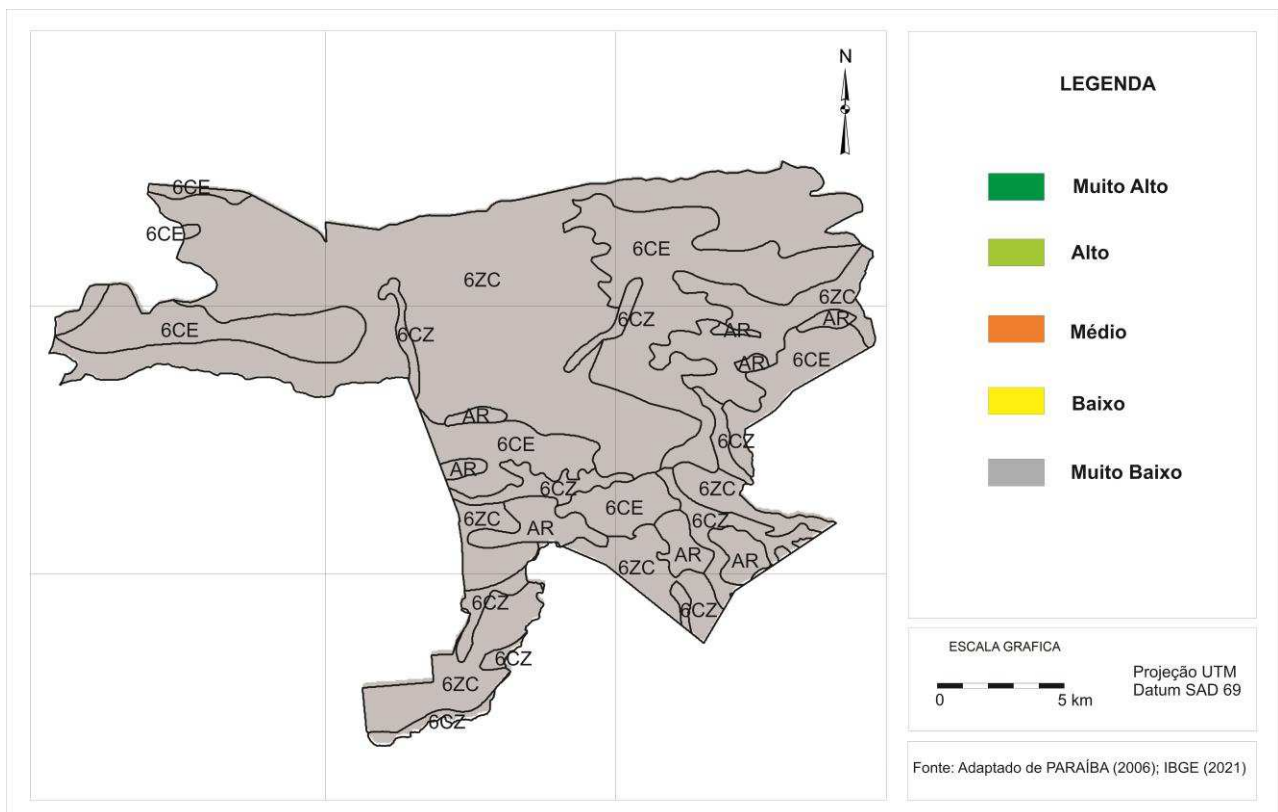 N
6CE
6CE
6CE
6ZC
6ZC
6CE
6CZ
6CZ
AR
AR
AR
6CE
AR
6CE
6CZ
AR
6CZ
6ZC
6CE
6ZC
AR
6CZ
AR
AR
6ZC
6CZ
6CZ
6CZ
6ZC
6CZ
LEGENDA
Muito Alto
Alto
Médio
Baixo
Muito Baixo
ESCALA GRAFICA
0 5 km
Projeção UTM
Datum SAD 69
Fonte: Adaptado de PARAÍBA (2006); IBGE (2021)